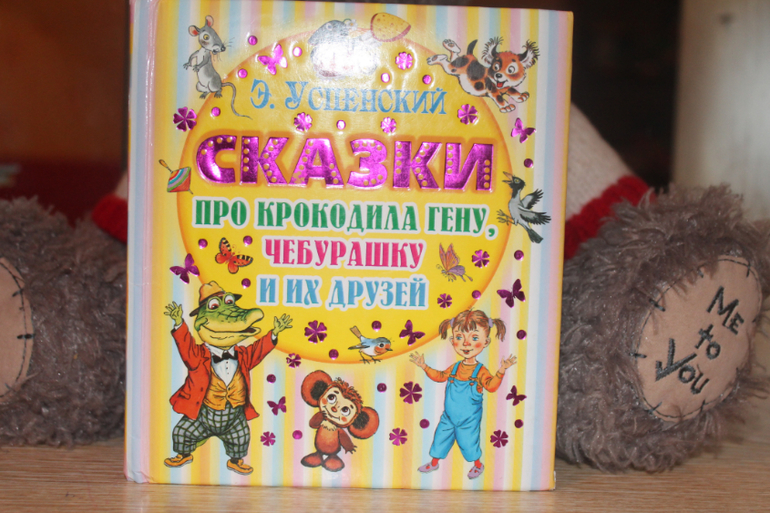 Э. Успенский
СКАЗКИ
ПРО КРОКОДИЛА ГЕНУ,
ЧЕБУРАШКУ
И ИХ ДРУЗЕЙ
ME
to
You